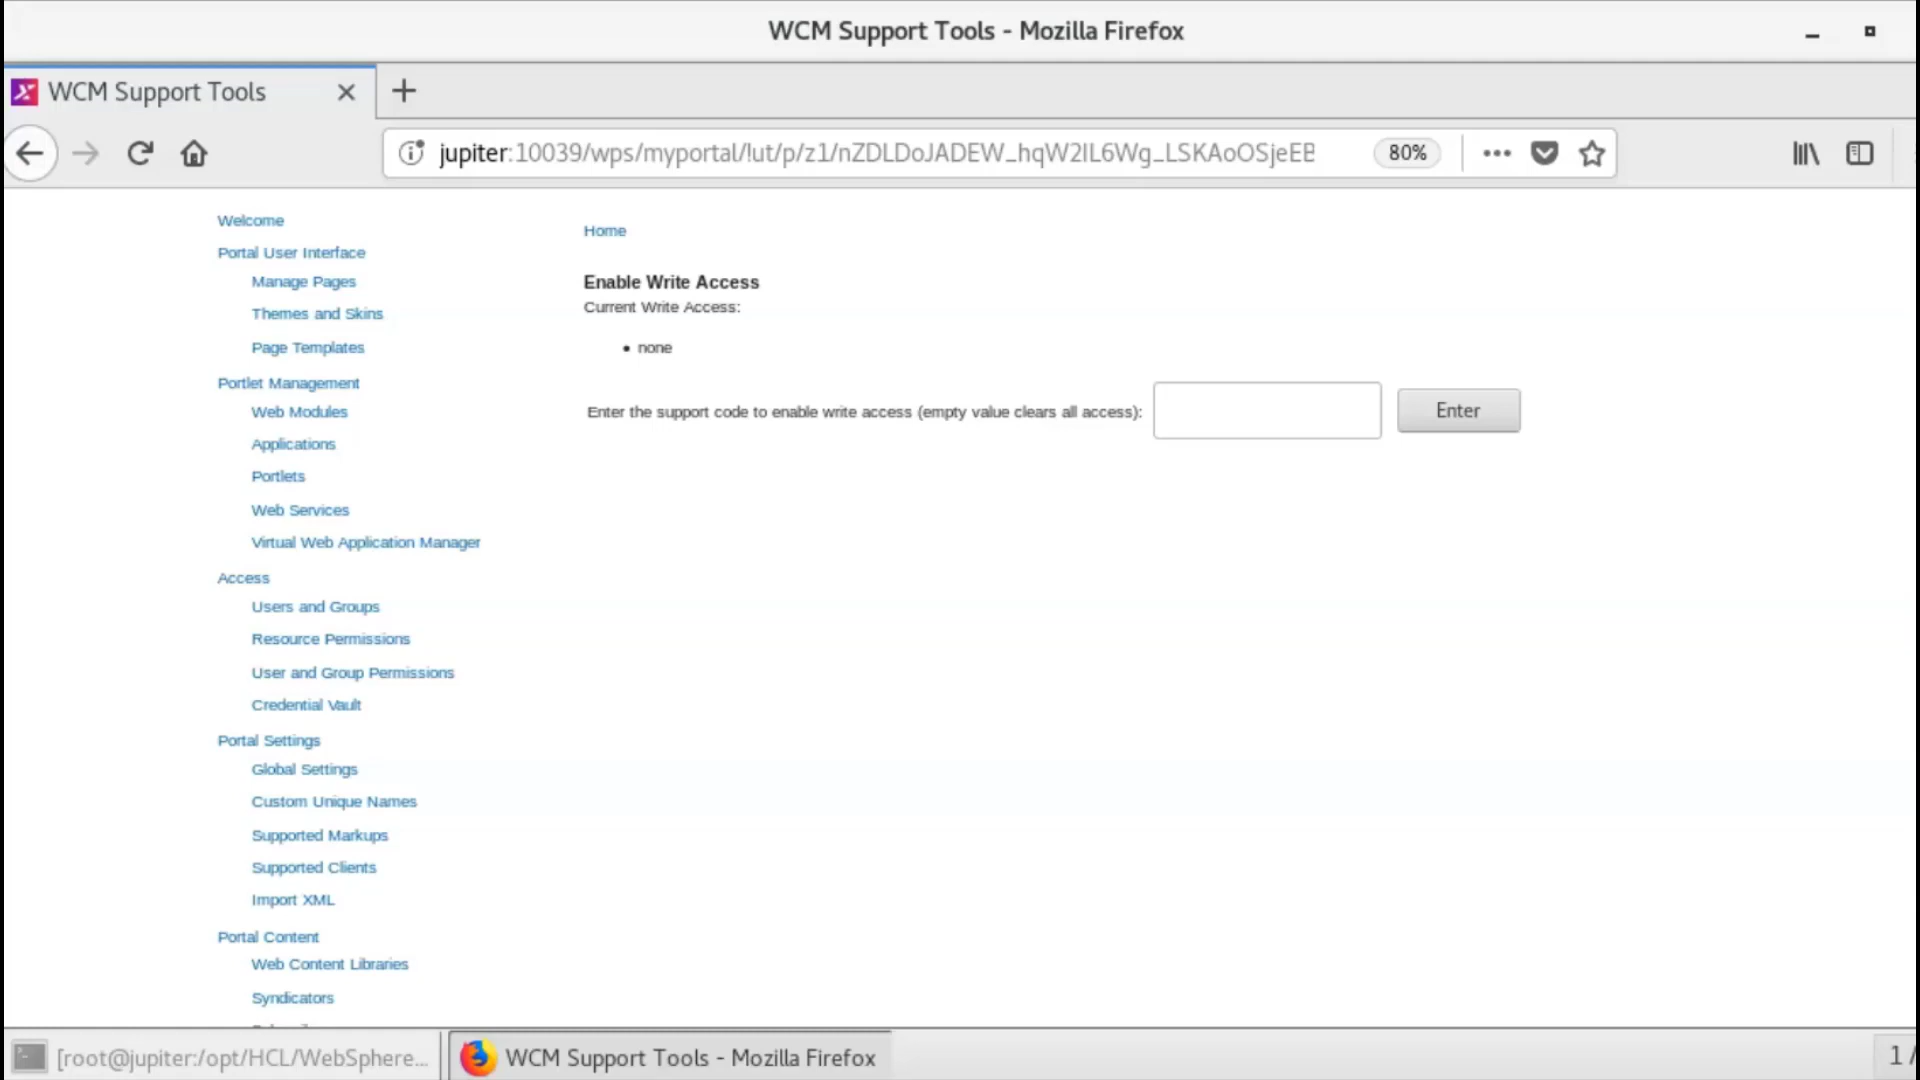 WCM Support Tools - Mozilla Firefox
WCM Support Tools
jupiter:10039/wps/myportal/!ut/p/z1/nZDLDoJADEW_hqW2IL6Wg_LSKAoOSjeEB
80%
Welcome
Portal User Interface
Manage Pages
Themes and Skins
Page Templates
Portlet Management
Web Modules
Applications
Portlets
Web Services
Virtual Web Application Manager
Access
Users and Groups
Resource Permissions
User and Group Permissions
Credential Vault
Portal Settings
Global Settings
Custom Unique Names
Supported Markups
Supported Clients
Import XML
Portal Content
Web Content Libraries
Syndicators
Home
Enable Write Access
Current Write Access:
• none
Enter the support code to enable write access (empty value clears all access):
Enter
[root@jupiter:/opt/HCL/WebSphere...
WCM Support Tools - Mozilla Firefox
1 /